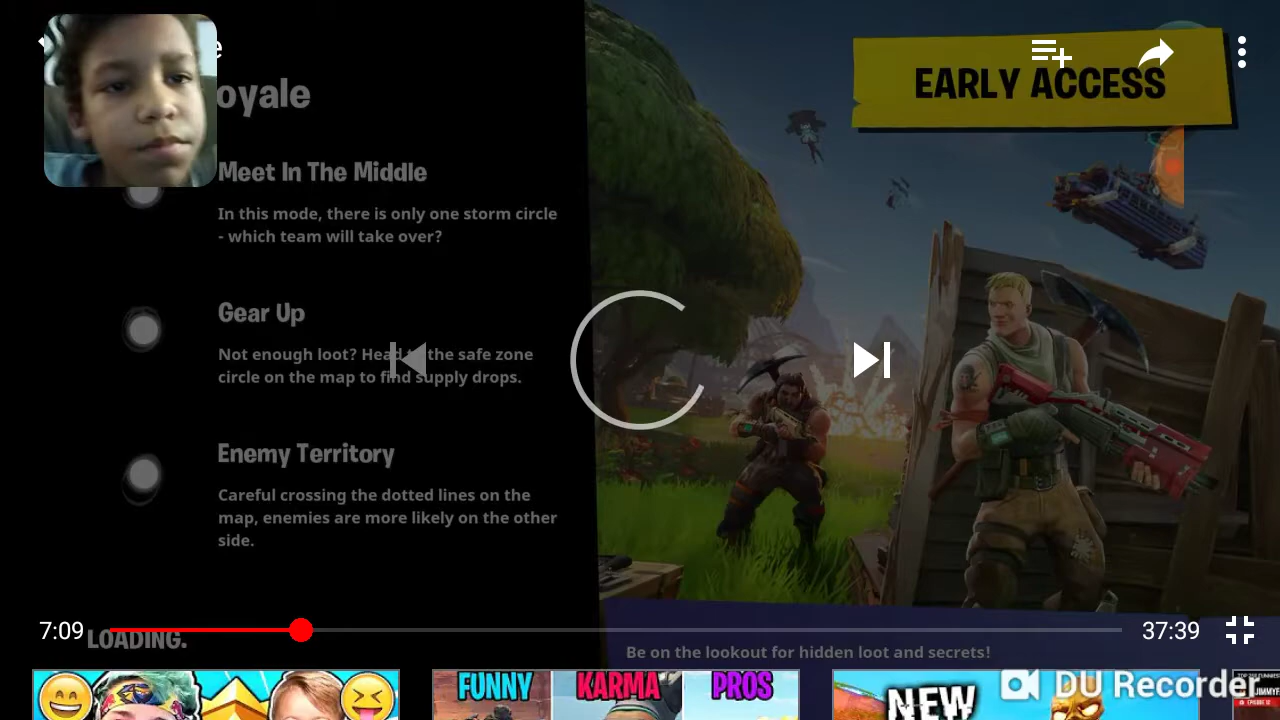 e
oyale
EARLY ACCESS
Meet In The Middle
In this mode, there is only one storm circle
- which team will take over?
Gear Up
Not enough loot? Head to the safe zone
circle on the map to find supply drops.
Enemy Territory
Careful crossing the dotted lines on the
map, enemies are more likely on the other
side.
7:09
37:39
LOADING.
Be on the lookout for hidden loot and secrets!
FUNNY KARMA PROS
NEW
DU Recorder